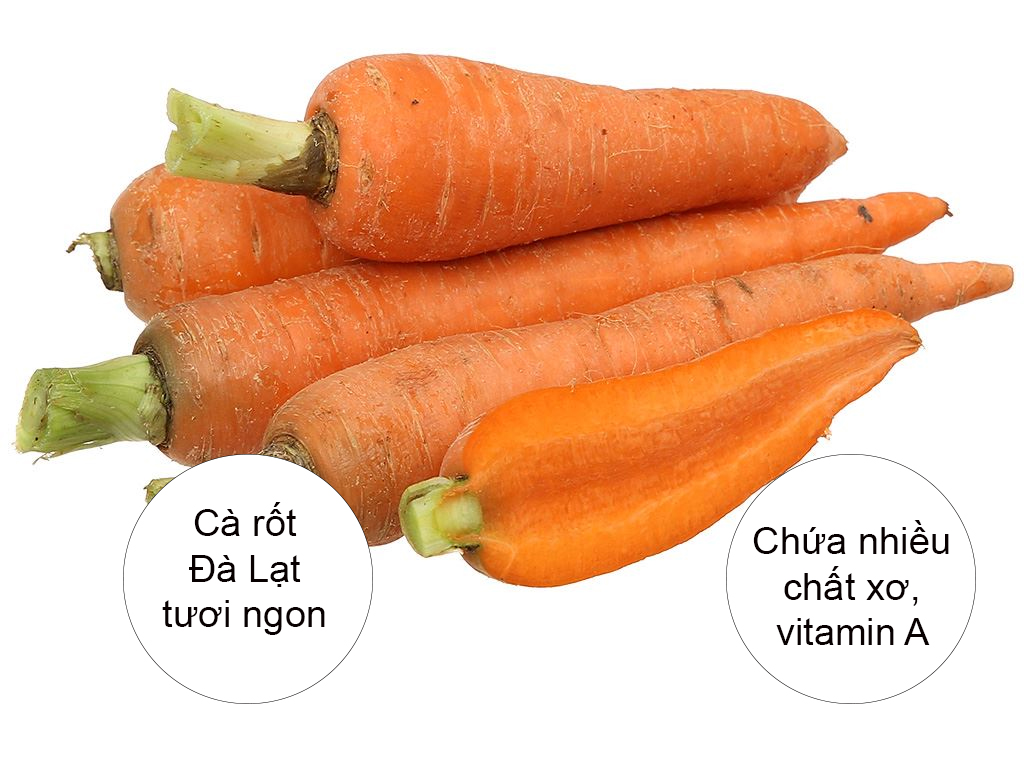 Cà rốt
Đà Lạt
tươi ngon
Chứa nhiều
chất xơ,
vitamin A